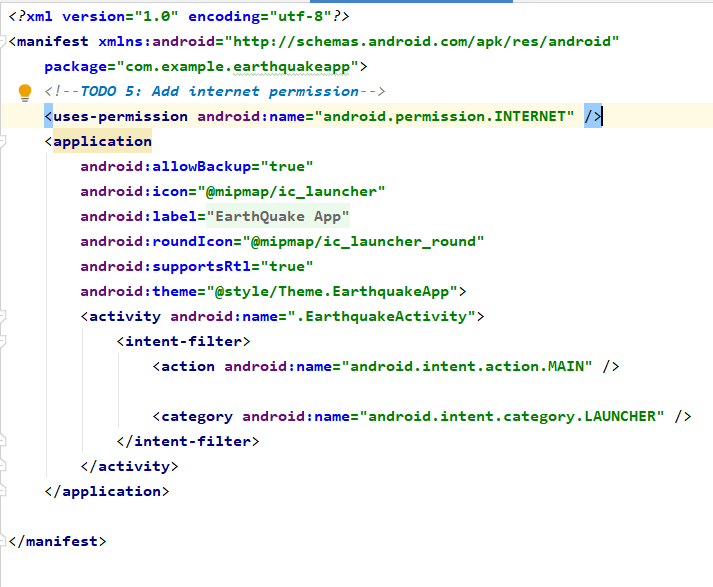 <?xml version="1.0" encoding="utf-8"?>
<manifest xmlns:android="http://schemas.android.com/apk/res/android"
    package="com.example.earthquakeapp">
    <!--TODO 5: Add internet permission-->
    <uses-permission android:name="android.permission.INTERNET" />
    <application
        android:allowBackup="true"
        android:icon="@mipmap/ic_launcher"
        android:label="EarthQuake App"
        android:roundIcon="@mipmap/ic_launcher_round"
        android:supportsRtl="true"
        android:theme="@style/Theme.EarthquakeApp">
        <activity android:name=".EarthquakeActivity">
            <intent-filter>
                <action android:name="android.intent.action.MAIN" />
                <category android:name="android.intent.category.LAUNCHER" />
            </intent-filter>
        </activity>
    </application>
</manifest>